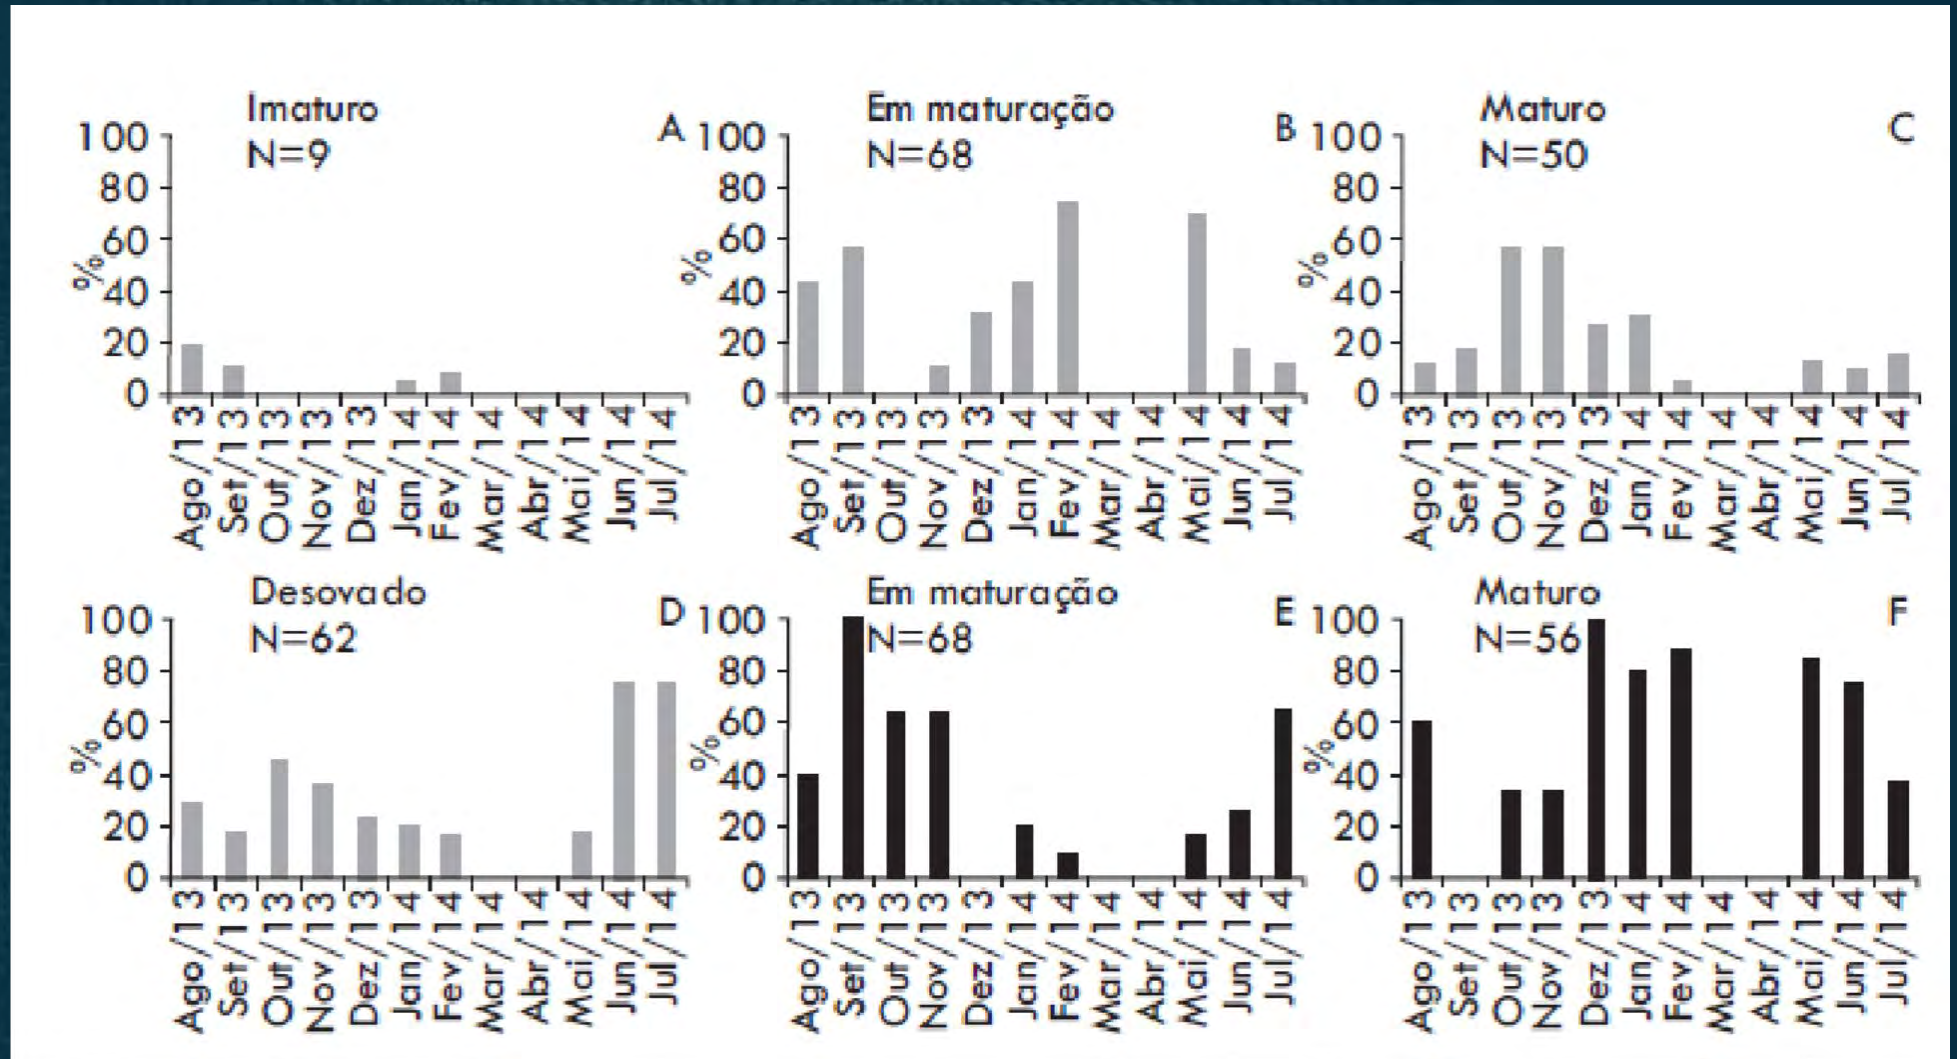 Imaturo
N=9
A
100
80
60
40
20
0
%
Ago/13
Set/13
Out/13
Nov/13
Dez/13
Jan/14
Fev/14
Mar/14
Abr/14
Mai/14
Jun/14
Jul/14
Em maturação
N=68
B
100
80
60
40
20
0
%
Ago/13
Set/13
Out/13
Nov/13
Dez/13
Jan/14
Fev/14
Mar/14
Abr/14
Mai/14
Jun/14
Jul/14
Maturo
N=50
C
100
80
60
40
20
0
%
Ago/13
Set/13
Out/13
Nov/13
Dez/13
Jan/14
Fev/14
Mar/14
Abr/14
Mai/14
Jun/14
Jul/14
Desovado
N=62
D
100
80
60
40
20
0
%
Ago/13
Set/13
Out/13
Nov/13
Dez/13
Jan/14
Fev/14
Mar/14
Abr/14
Mai/14
Jun/14
Jul/14
Em maturação
N=68
E
100
80
60
40
20
0
%
Ago/13
Set/13
Out/13
Nov/13
Dez/13
Jan/14
Fev/14
Mar/14
Abr/14
Mai/14
Jun/14
Jul/14
Maturo
N=56
F
100
80
60
40
20
0
%
Ago/13
Set/13
Out/13
Nov/13
Dez/13
Jan/14
Fev/14
Mar/14
Abr/14
Mai/14
Jun/14
Jul/14